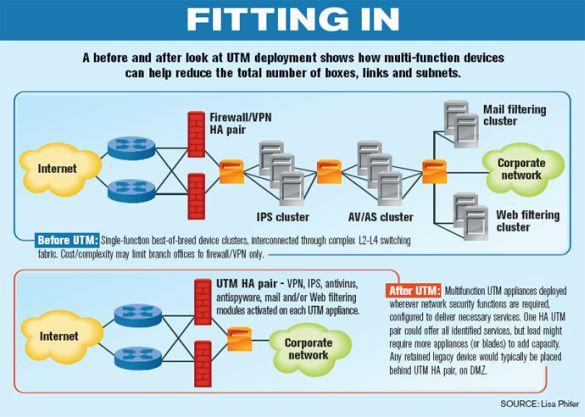 FITTING IN
A before and after look at UTM deployment shows how multi-function devices
can help reduce the total number of boxes, links and subnets.
Firewall/VPN
HA pair
Mail filtering
cluster
Internet
Corporate
network
IPS cluster
AV/AS cluster
Web filtering
cluster
Before UTM: Single-function best-of-breed device clusters, interconnected through complex L2-L4 switching
fabric. Cost/complexity may limit branch offices to firewall/VPN only.
UTM HA pair - VPN, IPS, antivirus,
antispyware, mail and/or Web filtering
modules activated on each UTM appliance.
Internet
Corporate
network
After UTM: Multifunction UTM appliances deployed
wherever network security functions are required,
configured to deliver necessary services. One HA UTM
pair could offer all identified services, but load might
require more appliances (or blades) to add capacity.
Any retained legacy device would typically be placed
behind UTM HA pair, on DMZ.
SOURCE: Lisa Phifer